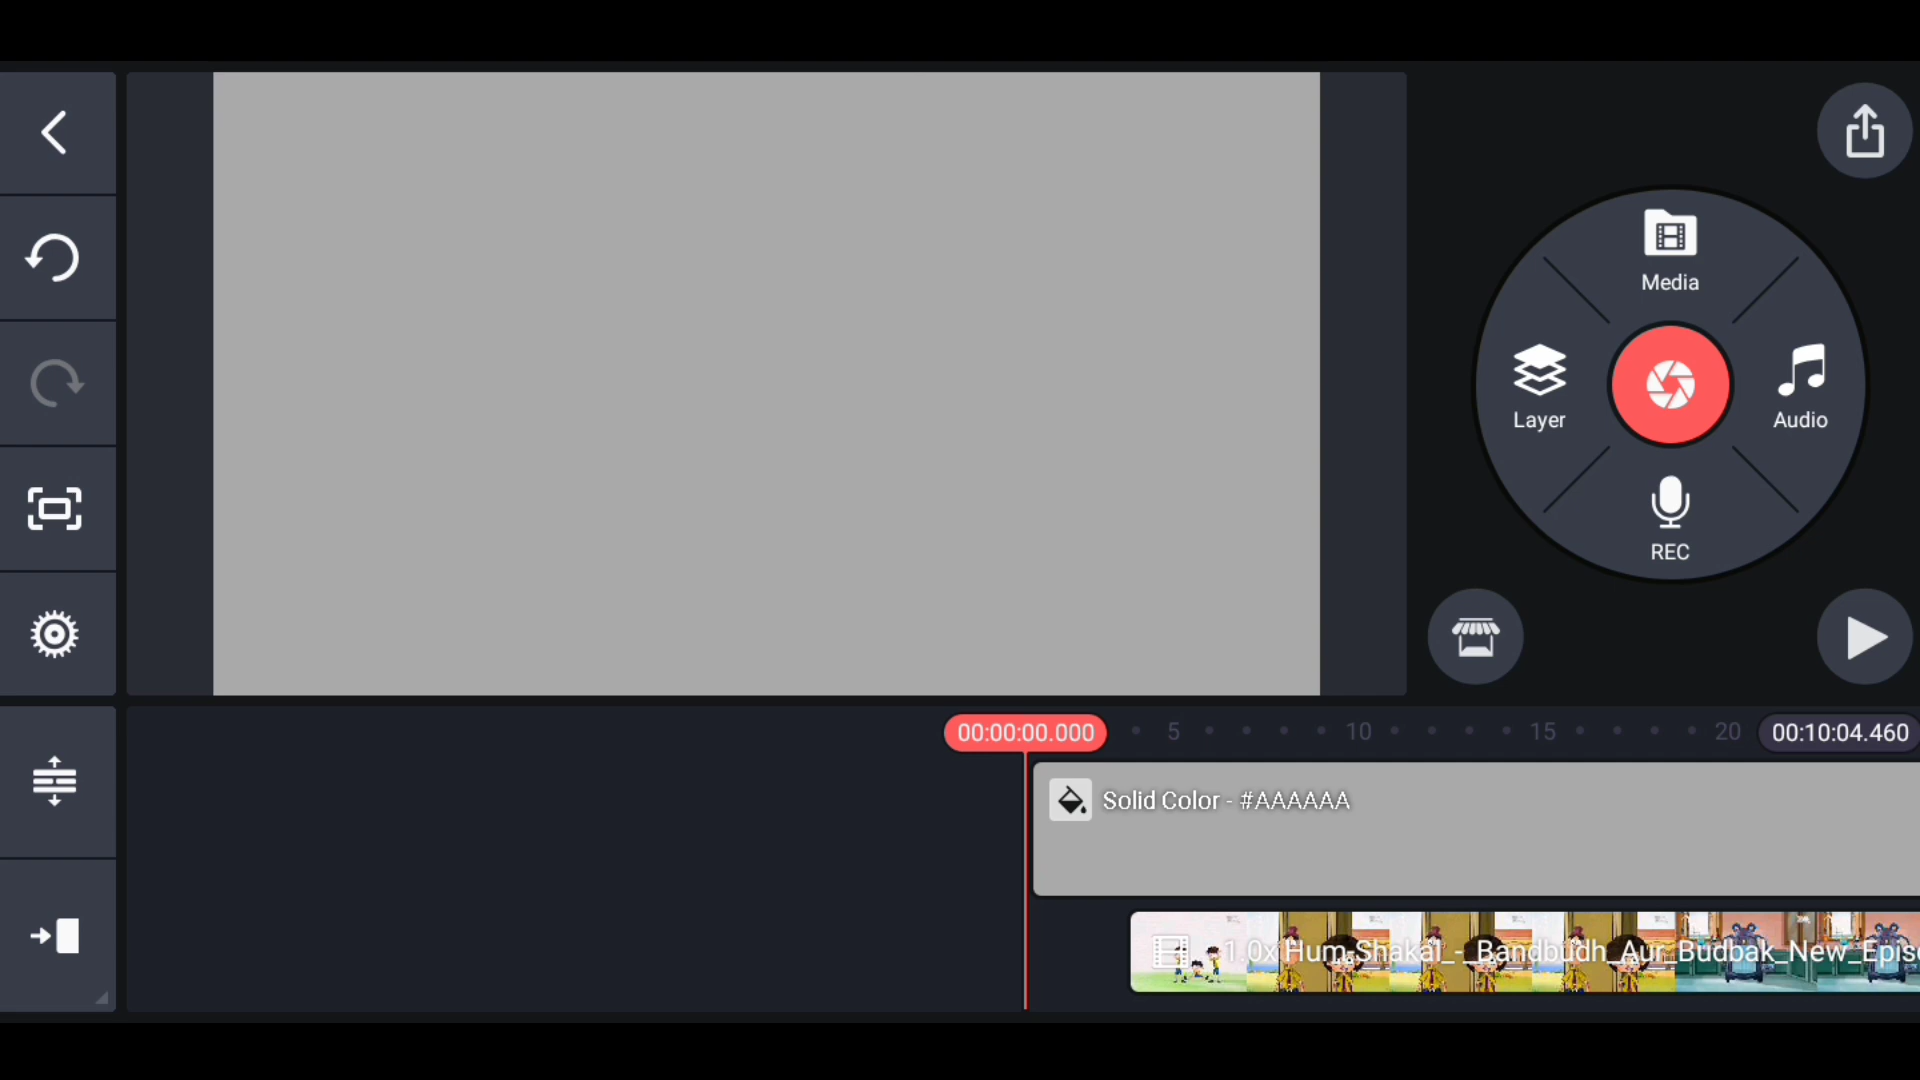 Media
Layer
Audio
REC
00:00:00.000
5
10
15
20
00:10:04.460
Solid Color - #AAAAAA
1.0x Hum_Shakal_-_Bandbudh_Aur_Budbak_New_Epis